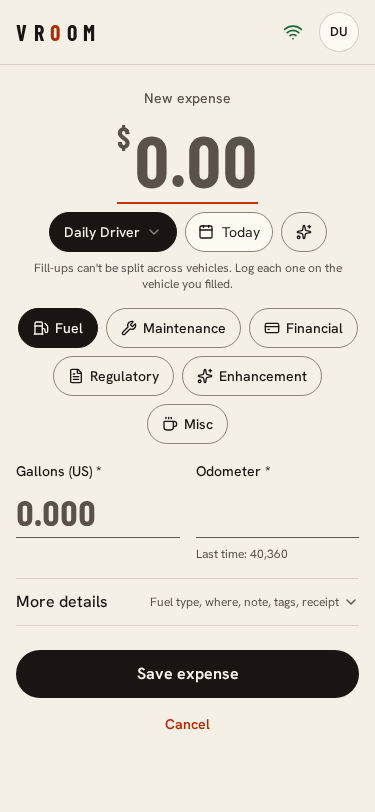 VROOM
DU
New expense
$0.00
Daily Driver
Today
Fill-ups can't be split across vehicles. Log each one on the
vehicle you filled.
Fuel
Maintenance
Financial
Regulatory
Enhancement
Misc
Gallons (US) *
Odometer *
0.000
Last time: 40,360
More details
Fuel type, where, note, tags, receipt
Save expense
Cancel